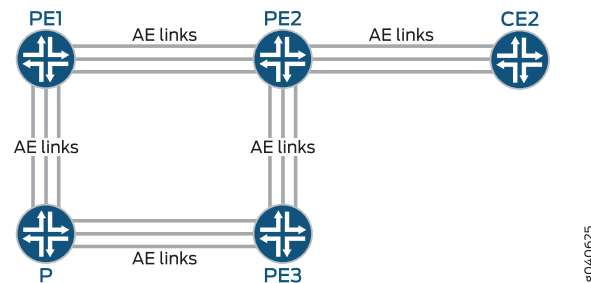 PE1
PE2
CE2
AE links
AE links
AE links
AE links
AE links
P
PE3
g040625